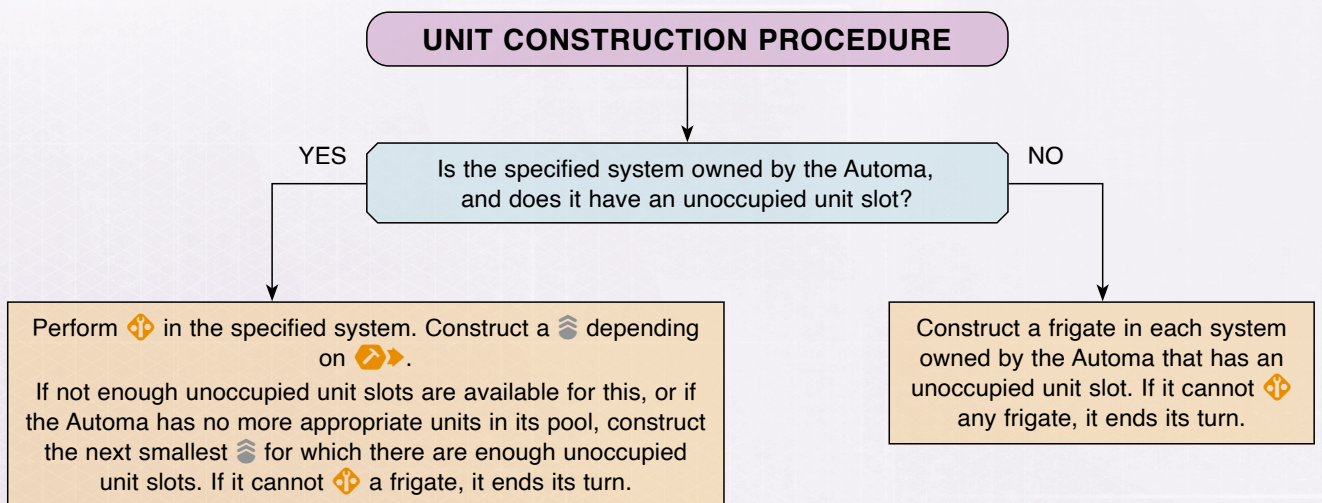 UNIT CONSTRUCTION PROCEDURE
YES
Is the specified system owned by the Automa,
and does it have an unoccupied unit slot?
NO
Perform in the specified system. Construct a depending
on .
If not enough unoccupied unit slots are available for this, or if
the Automa has no more appropriate units in its pool, construct
the next smallest for which there are enough unoccupied
unit slots. If it cannot a frigate, it ends its turn.
Construct a frigate in each system
owned by the Automa that has an
unoccupied unit slot. If it cannot
any frigate, it ends its turn.